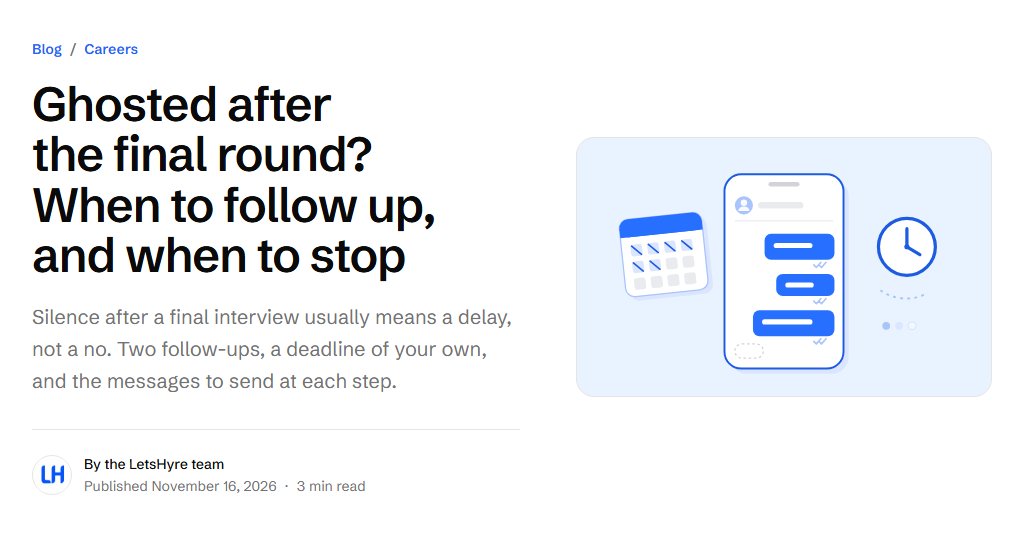 Blog / Careers
Ghosted after
the final round?
When to follow up,
and when to stop
Silence after a final interview usually means a delay,
not a no. Two follow-ups, a deadline of your own,
and the messages to send at each step.
LH
By the LetsHyre team
Published November 16, 2026 · 3 min read